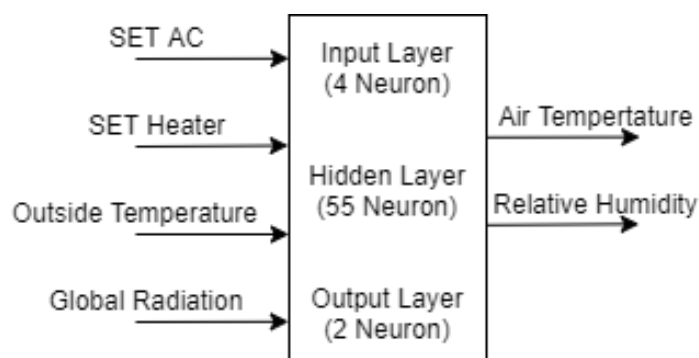 SET AC
SET Heater
Outside Temperature
Global Radiation
Input Layer
(4 Neuron)
Hidden Layer
(55 Neuron)
Output Layer
(2 Neuron)
Air Tempertature
Relative Humidity